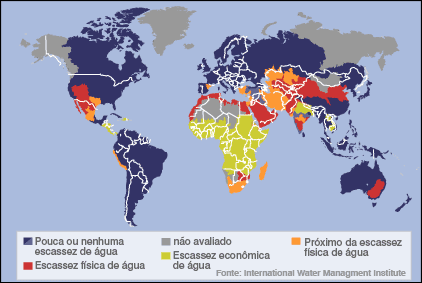 Pouca ou nenhuma
escassez de água
Escassez física de água
não avaliado
Escassez econômica
de água
Próximo da escassez
física de água
Fonte: International Water Managment Institute